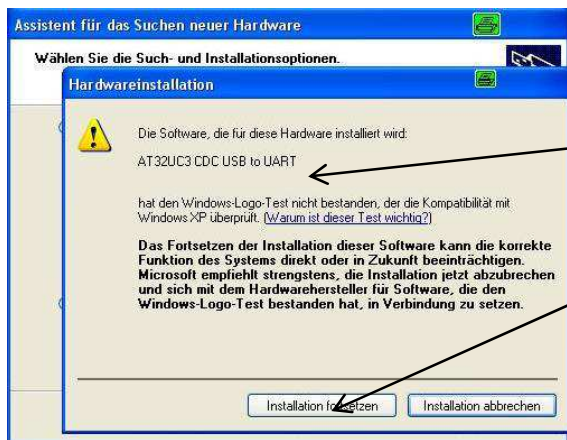 Assistent für das Suchen neuer Hardware
Wählen Sie die Such- und Installationsoptionen.
Hardwareinstallation
Die Software, die für diese Hardware installiert wird:
AT32UC3 CDC USB to UART
hat den Windows-Logo-Test nicht bestanden, der die Kompatibilität mit
Windows XP überprüft. (Warum ist dieser Test wichtig?)
Das Fortsetzen der Installation dieser Software kann die korrekte
Funktion des Systems direkt oder in Zukunft beeinträchtigen.
Microsoft empfiehlt strengstens, die Installation jetzt abzubrechen
und sich mit dem Hardwarehersteller für Software, die den
Windows-Logo-Test bestanden hat, in Verbindung zu setzen.
Installation fortsetzen
Installation abbrechen